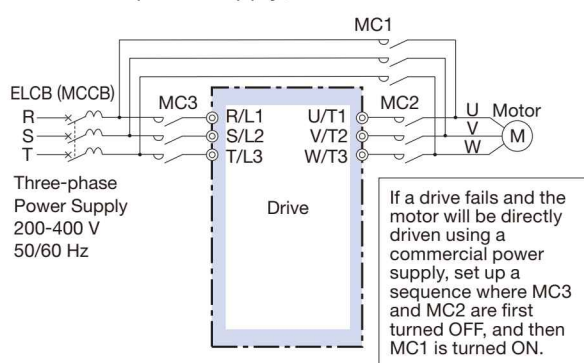 MC1
ELCB (MCCB)
MC3
MC2
R
R/L1
U/T1
U
Motor
S
S/L2
V/T2
V
M
T
T/L3
W/T3
W
Three-phase
Power Supply
200-400 V
50/60 Hz
Drive
If a drive fails and the
motor will be directly
driven using a
commercial power
supply, set up a
sequence where MC3
and MC2 are first
turned OFF, and then
MC1 is turned ON.